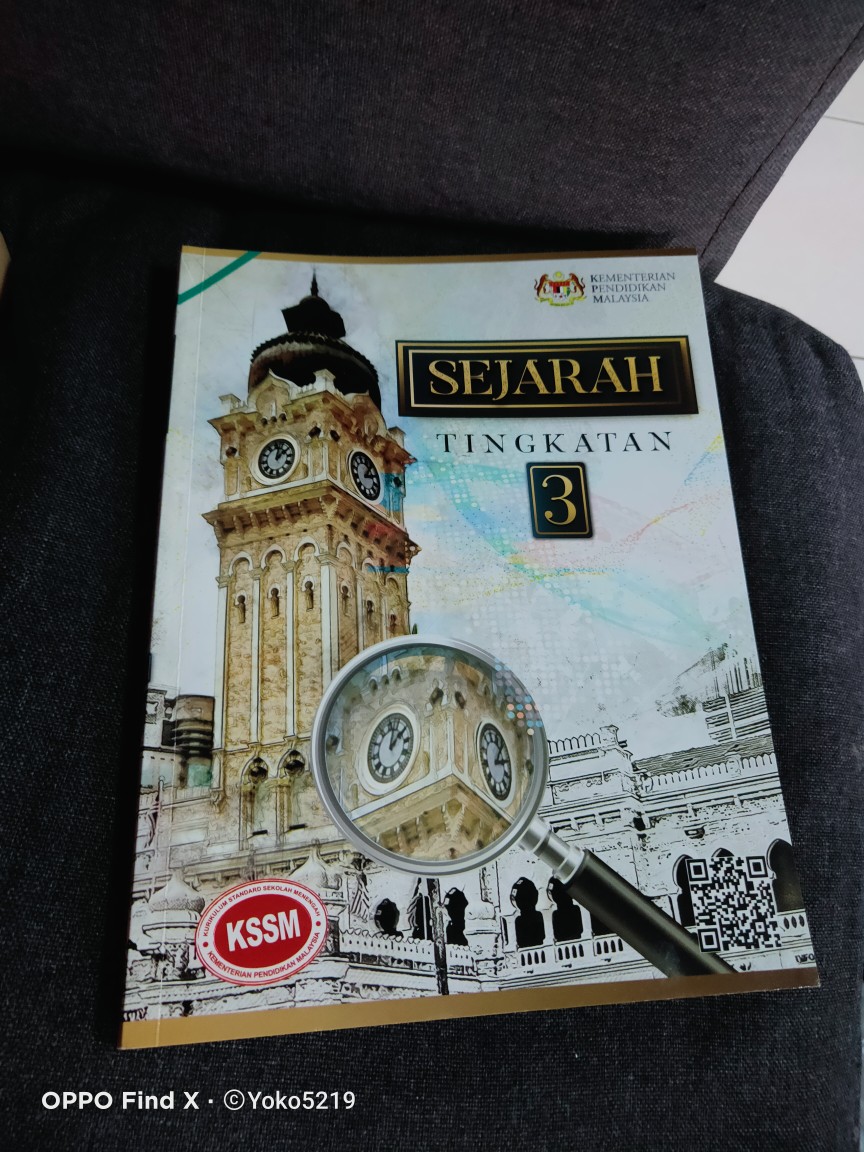 KEMENTERIAN
PENDIDIKAN
MALAYSIA
SEJARAH
TINGKATAN
3
KURIKULUM STANDARD SEKOLAH MENENGAH
KSSM
KEMENTERIAN PENDIDIKAN MALAYSIA
OPPO Find X · ©Yoko5219